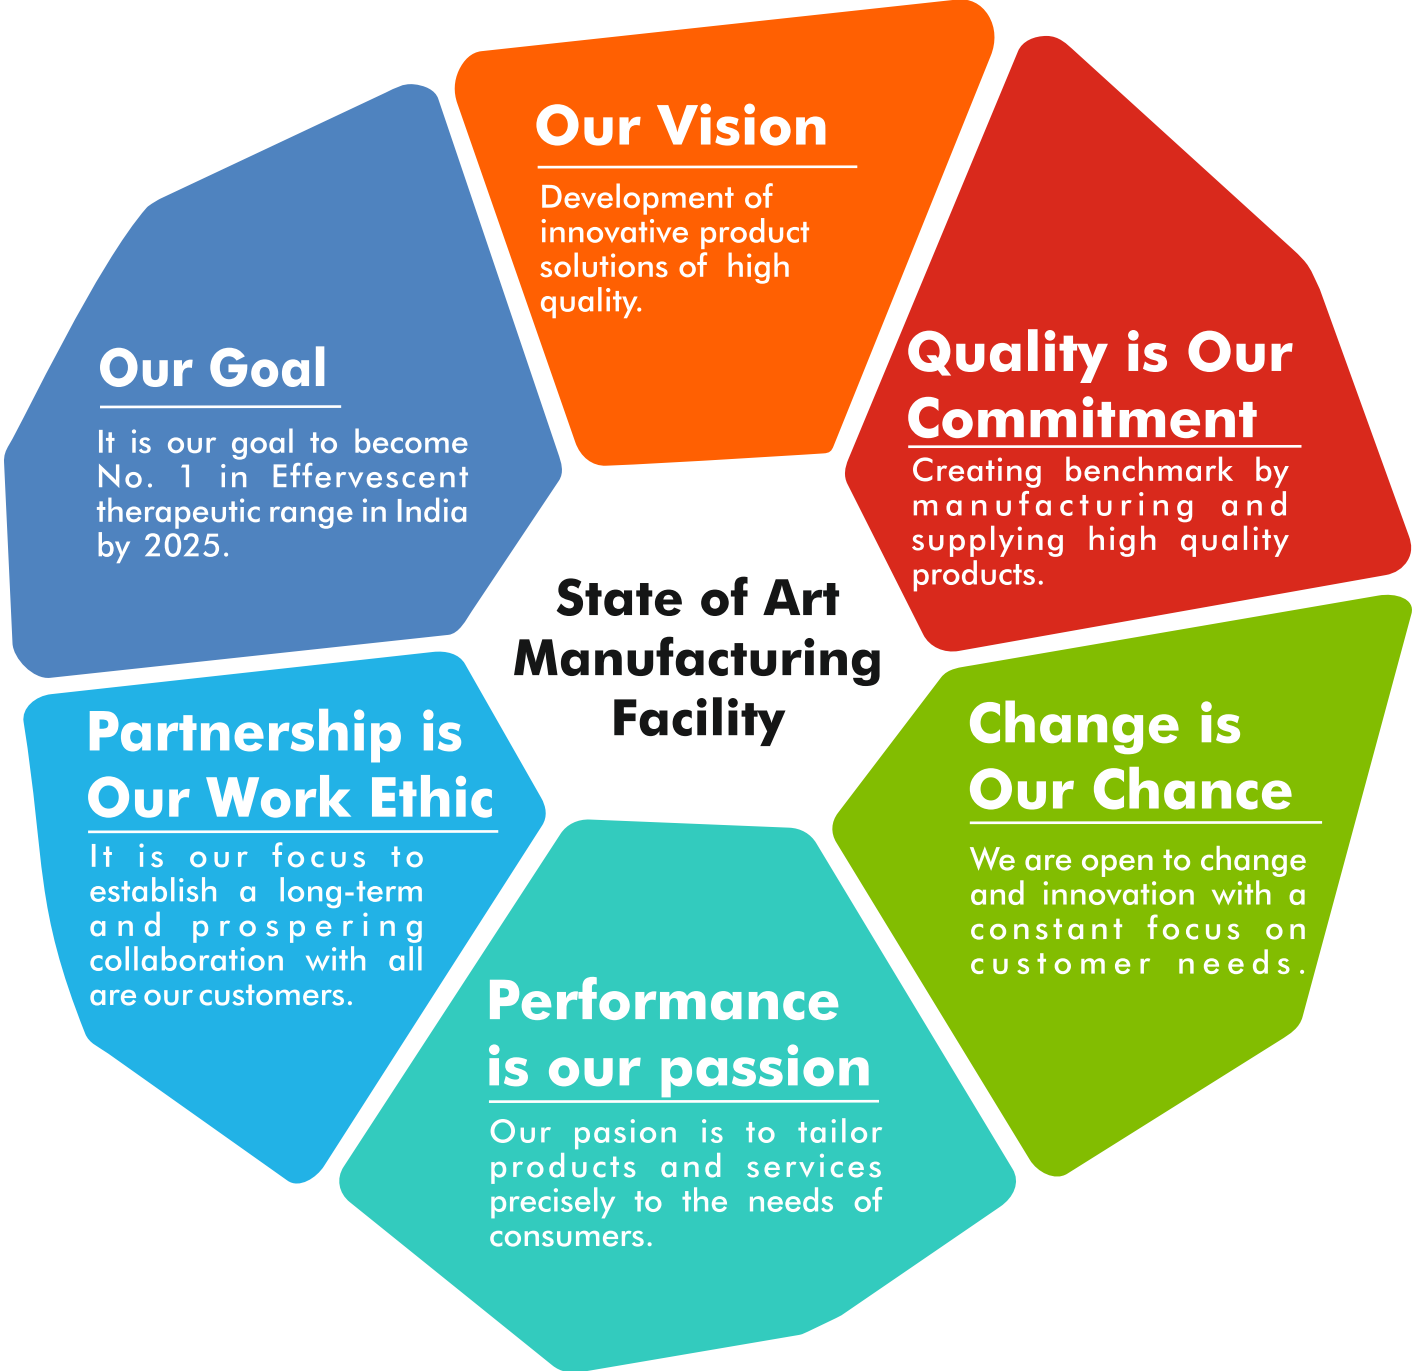 Our Vision
Development of
innovative product
solutions of high
quality.
Quality is Our
Commitment
Creating benchmark by
manufacturing and
supplying high quality
products.
Our Goal
It is our goal to become
No. 1 in Effervescent
therapeutic range in India
by 2025.
State of Art
Manufacturing
Facility
Change is
Our Chance
We are open to change
and innovation with a
constant focus on
customer needs.
Partnership is
Our Work Ethic
It is our focus to
establish a long-term
and prospering
collaboration with all
are our customers.
Performance
is our passion
Our pasion is to tailor
products and services
precisely to the needs of
consumers.